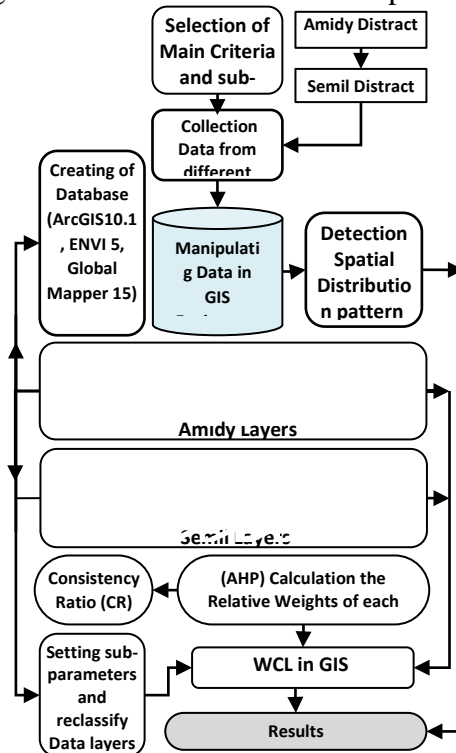 Selection of
Main Criteria
and sub-
Amidy Distract
Semil Distract
Collection
Data from
different
Creating of
Database
(ArcGIS10.1
, ENVI 5,
Global
Mapper 15)
Manipulati
g Data in
GIS
Detection
Spatial
Distributio
n pattern
Amidy Layers
Semil Layers
Consistency
Ratio (CR)
(AHP) Calculation the
Relative Weights of each
Setting sub-
parameters
and
reclassify
Data layers
WCL in GIS
Results